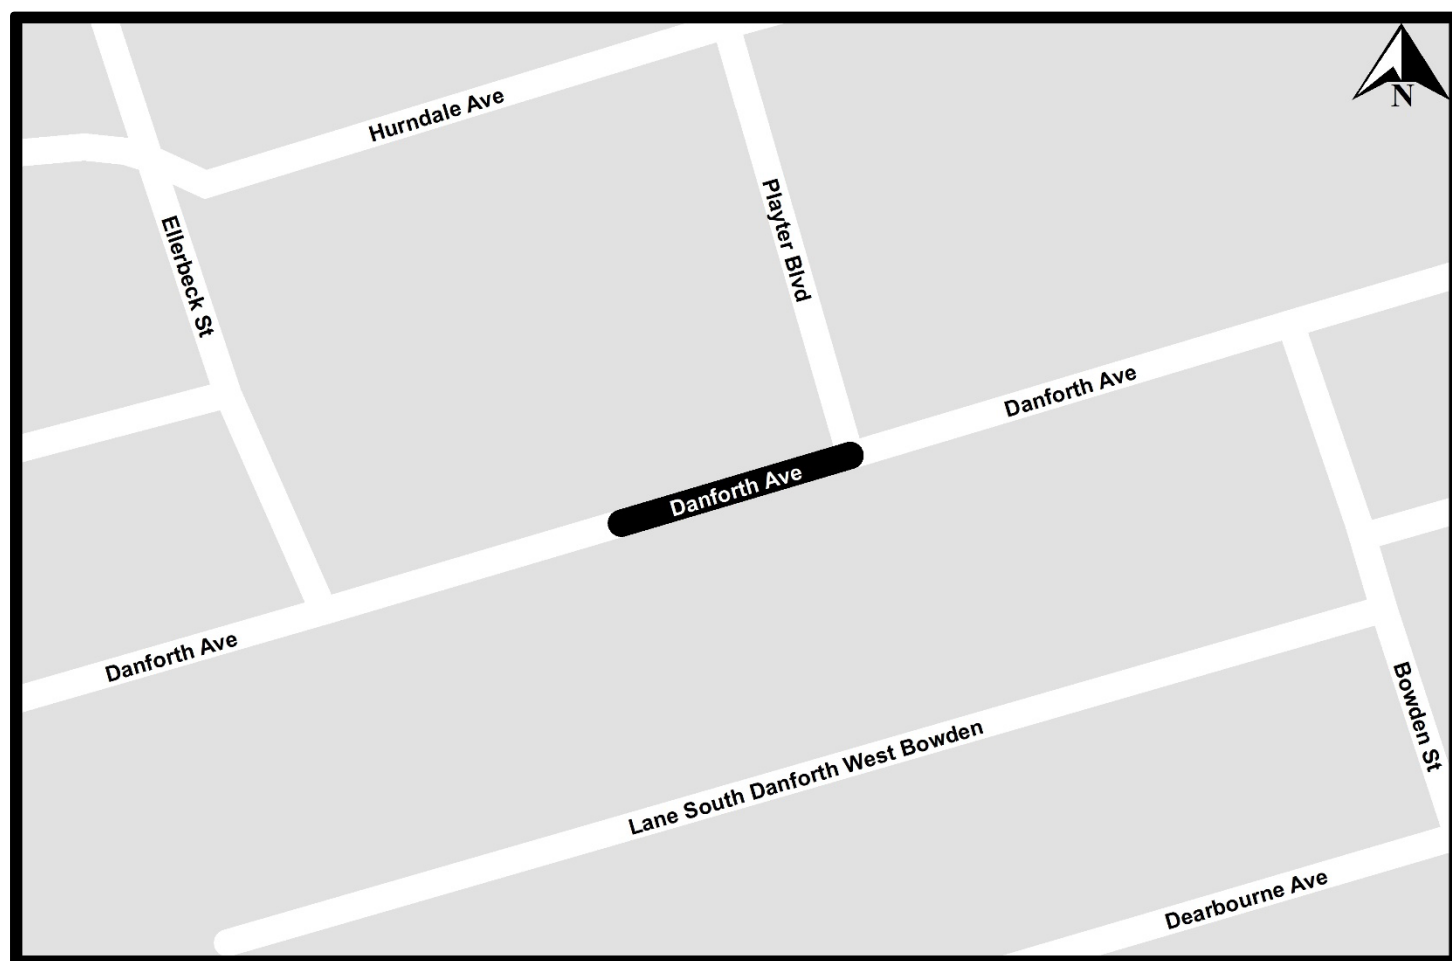 Hurndale Ave
N
Playter Blvd
Ellerbeck St
Danforth Ave
Danforth Ave
Danforth Ave
Bowden St
Lane South Danforth West Bowden
Dearbourne Ave